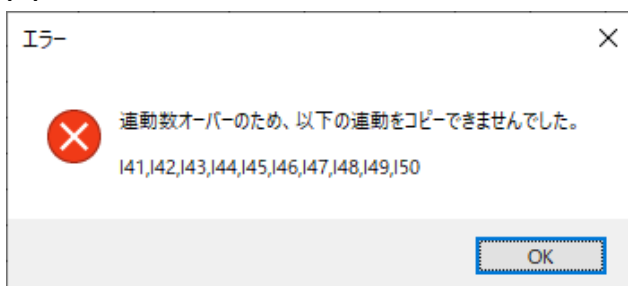 エラー
連動数オーバーのため、以下の連動をコピーできませんでした。
I41,I42,I43,I44,I45,I46,I47,I48,I49,I50
OK